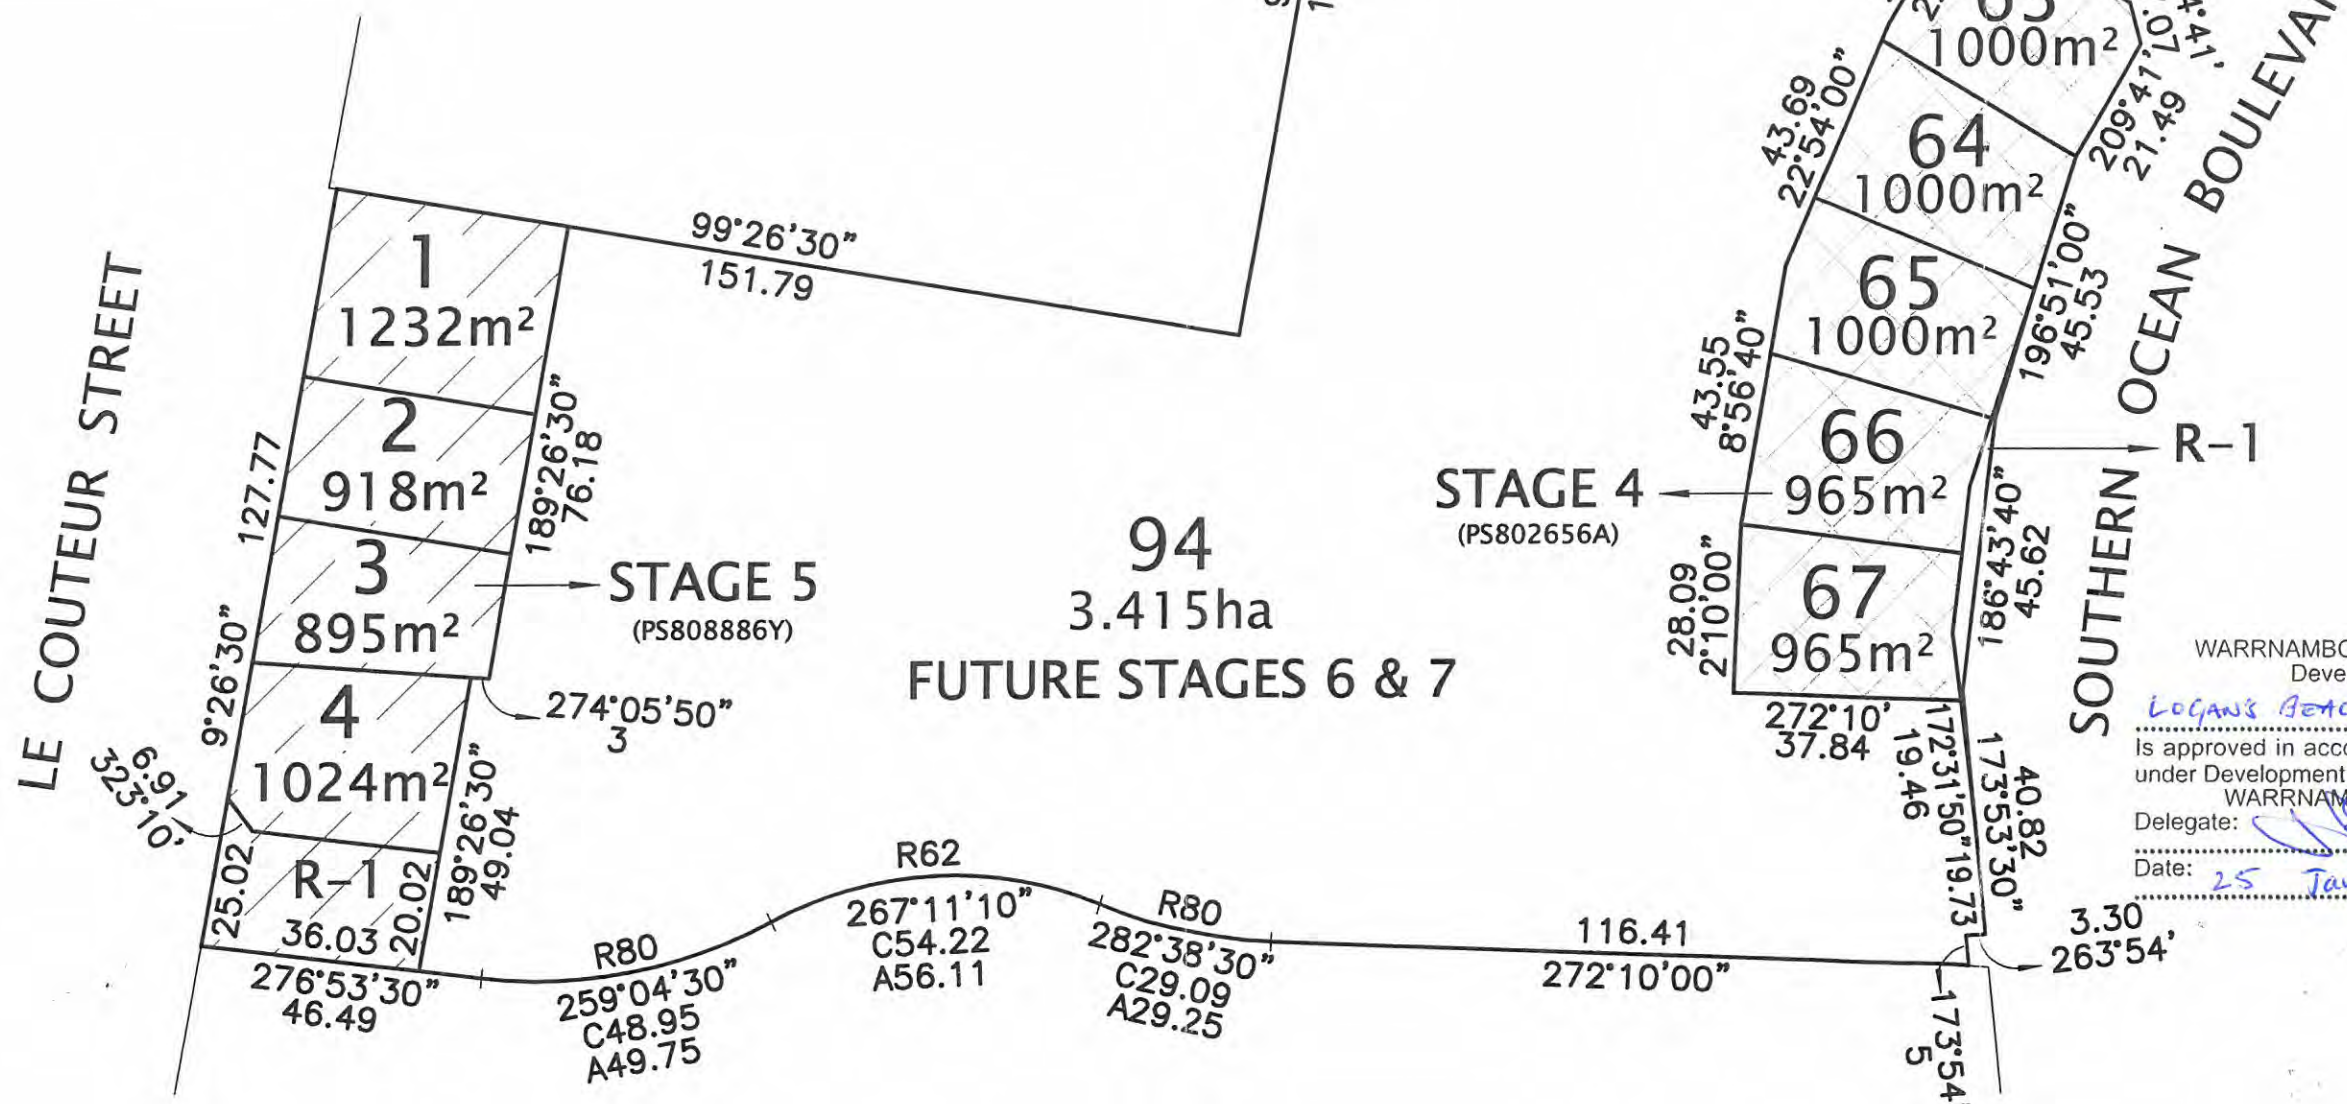 LE COUTEUR STREET
1
1232m²
2
918m²
3
895m²
4
1024m²
R-1
127.77
9°26'30"
6.91
323°10'
25.02
36.03
20.02
276°53'30"
46.49
99°26'30"
151.79
189°26'30"
76.18
STAGE 5
(PS808886Y)
274°05'50"
3
189°26'30"
49.04
R80
259°04'30"
C48.95
A49.75
R62
267°11'10"
C54.22
A56.11
R80
282°38'30"
C29.09
A29.25
94
3.415ha
FUTURE STAGES 6 & 7
116.41
272°10'00"
STAGE 4
(PS802656A)
1000m²
64
1000m²
65
1000m²
66
965m²
67
965m²
43.69
22°54'00"
43.55
8°56'40"
28.09
2°10'00"
272°10'
37.84
209°41'
21.49
196°51'00"
45.53
186°43'40"
45.62
R-1
172°31'50"
19.46
19.73
173°53'30"
40.82
3.30
263°54'
173°54'
5
SOUTHERN OCEAN
Deve
LOGAN'S
Is approved in acco
under Development
WARRNAM
Delegate:
Date: 25